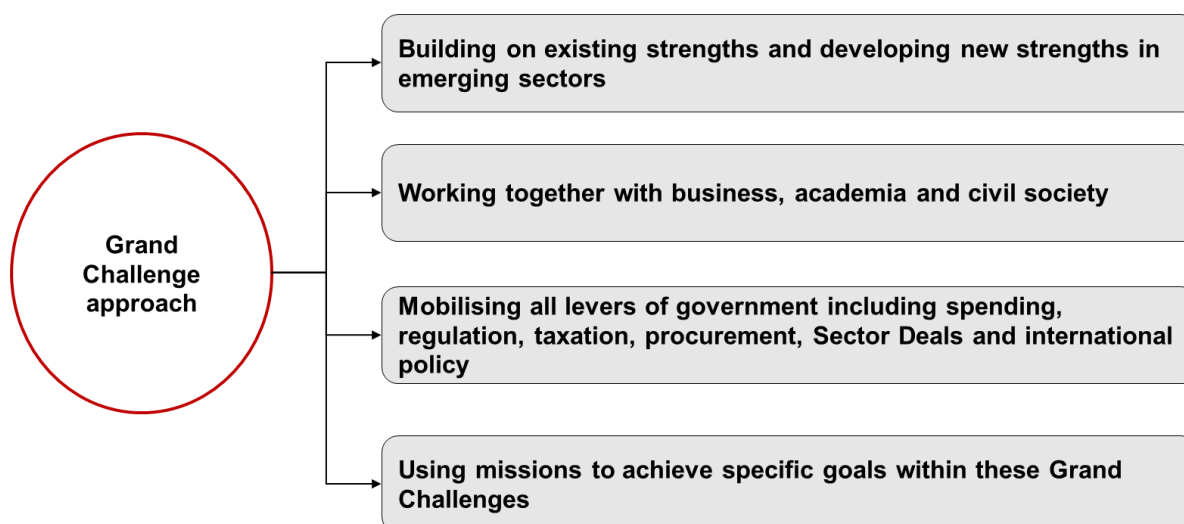 Grand
Challenge
approach
Building on existing strengths and developing new strengths in
emerging sectors
Working together with business, academia and civil society
Mobilising all levers of government including spending,
regulation, taxation, procurement, Sector Deals and international
policy
Using missions to achieve specific goals within these Grand
Challenges